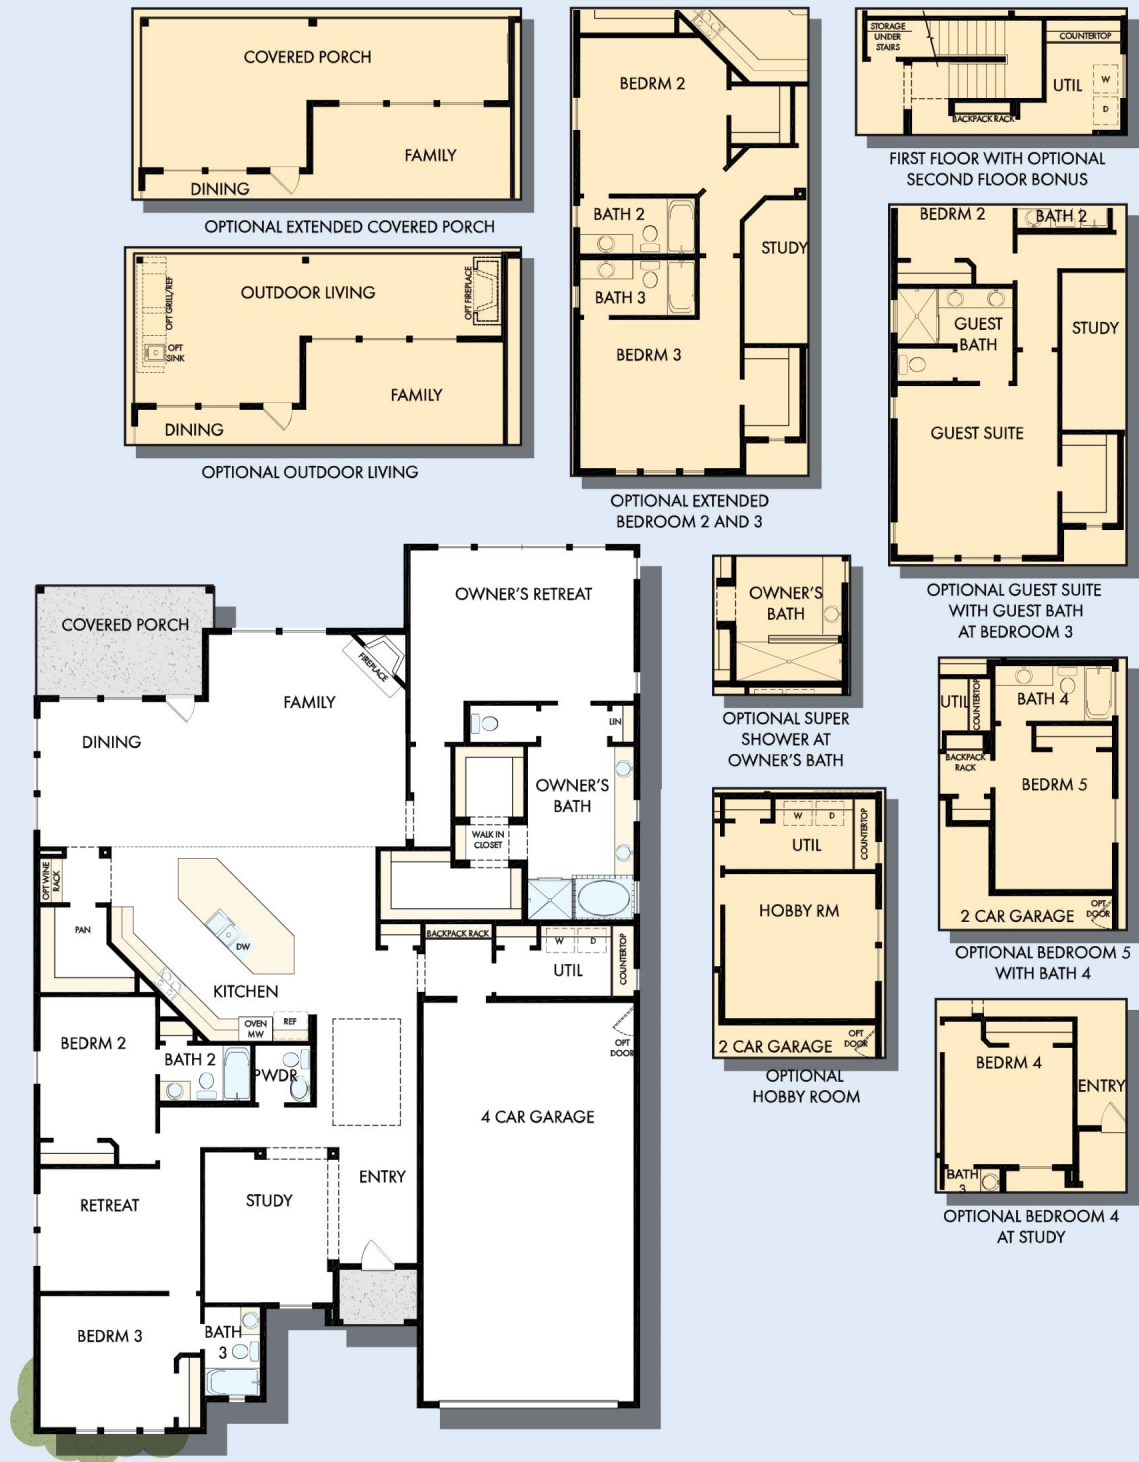 COVERED PORCH
FAMILY
DINING
OPTIONAL EXTENDED COVERED PORCH
OUTDOOR LIVING
OPT GRILL/REF
OPT
SINK
OPT FIREPLACE
FAMILY
DINING
OPTIONAL OUTDOOR LIVING
BEDRM 2
BATH 2
STUDY
BATH 3
BEDRM 3
OPTIONAL EXTENDED
BEDROOM 2 AND 3
STORAGE
UNDER
STAIRS
COUNTERTOP
UTIL
W
D
BACKPACK RACK
FIRST FLOOR WITH OPTIONAL
SECOND FLOOR BONUS
BEDRM 2
BATH 2
GUEST
BATH
STUDY
GUEST SUITE
OPTIONAL GUEST SUITE
WITH GUEST BATH
AT BEDROOM 3
OWNER'S
BATH
OPTIONAL SUPER
SHOWER AT
OWNER'S BATH
BATH 4
UTIL
COUNTERTOP
BACKPACK
RACK
BEDRM 5
2 CAR GARAGE
OPT
DOOR
OPTIONAL BEDROOM 5
WITH BATH 4
W
D
UTIL
COUNTERTOP
HOBBY RM
OPT
DOOR
2 CAR GARAGE
OPTIONAL
HOBBY ROOM
BEDRM 4
ENTRY
BATH
3
OPTIONAL BEDROOM 4
AT STUDY
OWNER'S RETREAT
COVERED PORCH
FIREPLACE
FAMILY
LIN
DINING
OWNER'S
BATH
WALK IN
CLOSET
OPT WINE
RACK
PAN
DW
BACKPACK RACK
W
D
UTIL
COUNTERTOP
KITCHEN
OVEN
MW
REF
OPT
DOOR
BEDRM 2
BATH 2
PWDR
4 CAR GARAGE
RETREAT
STUDY
ENTRY
BEDRM 3
BATH
3